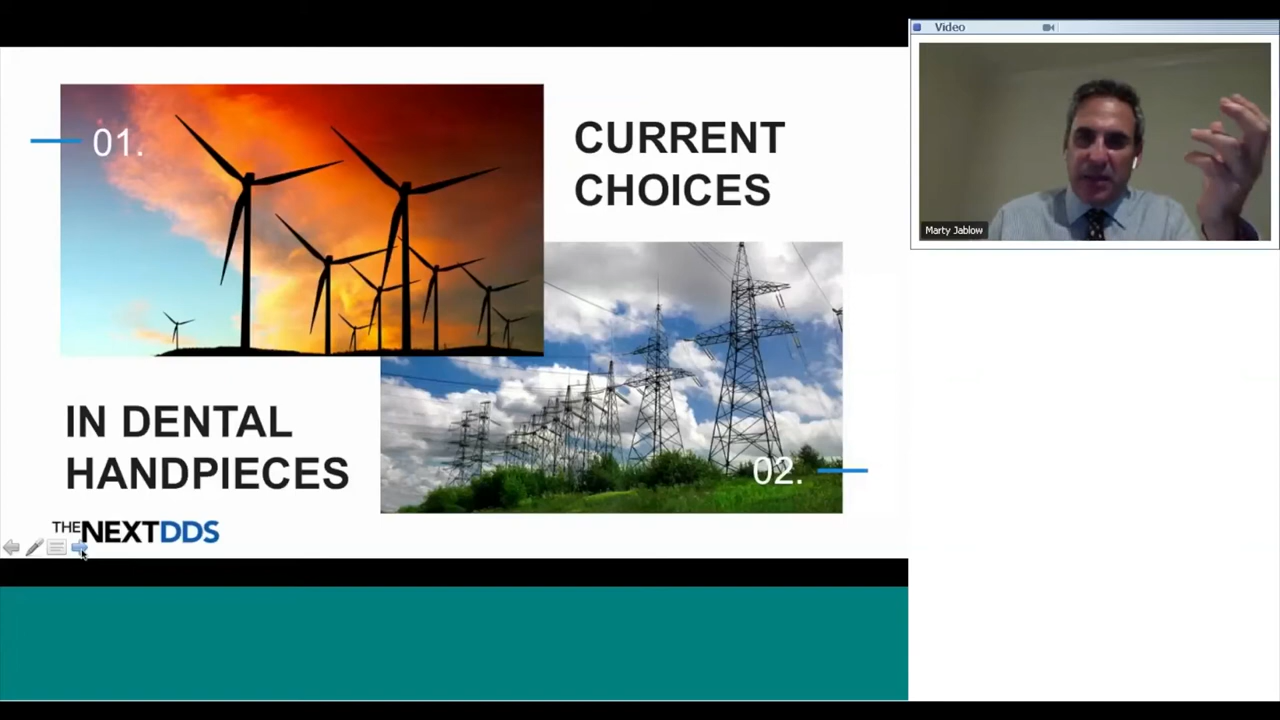 01.
CURRENT
CHOICES
IN DENTAL
HANDPIECES
02.
THENEXTDDS
Video
Marty Jablow